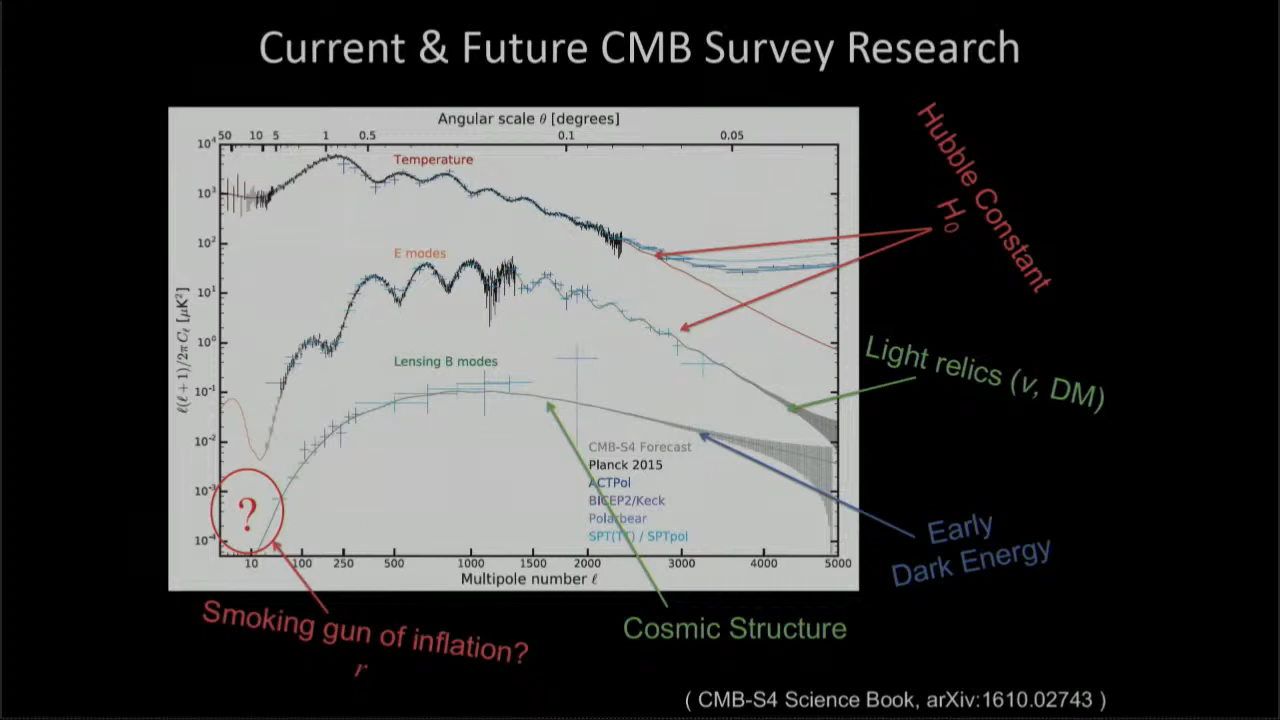 Current & Future CMB Survey Research
Angular scale θ [degrees]
50 10 5 1 0.5 0.1 0.05
10⁴
10³
10²
10¹
10⁰
10⁻¹
10⁻²
10⁻³
10⁻⁴
ℓ(ℓ+1)/2π Cℓ [μK²]
Temperature
E modes
Lensing B modes
CMB-S4 Forecast
Planck 2015
ACTPol
BICEP2/Keck
Polarbear
SPT(TT) / SPTpol
?
10 100 250 500 1000 1500 2000 3000 4000 5000
Multipole number ℓ
Hubble Constant
H₀
Light relics (ν, DM)
Early
Dark Energy
Cosmic Structure
Smoking gun of inflation?
r
( CMB-S4 Science Book, arXiv:1610.02743 )